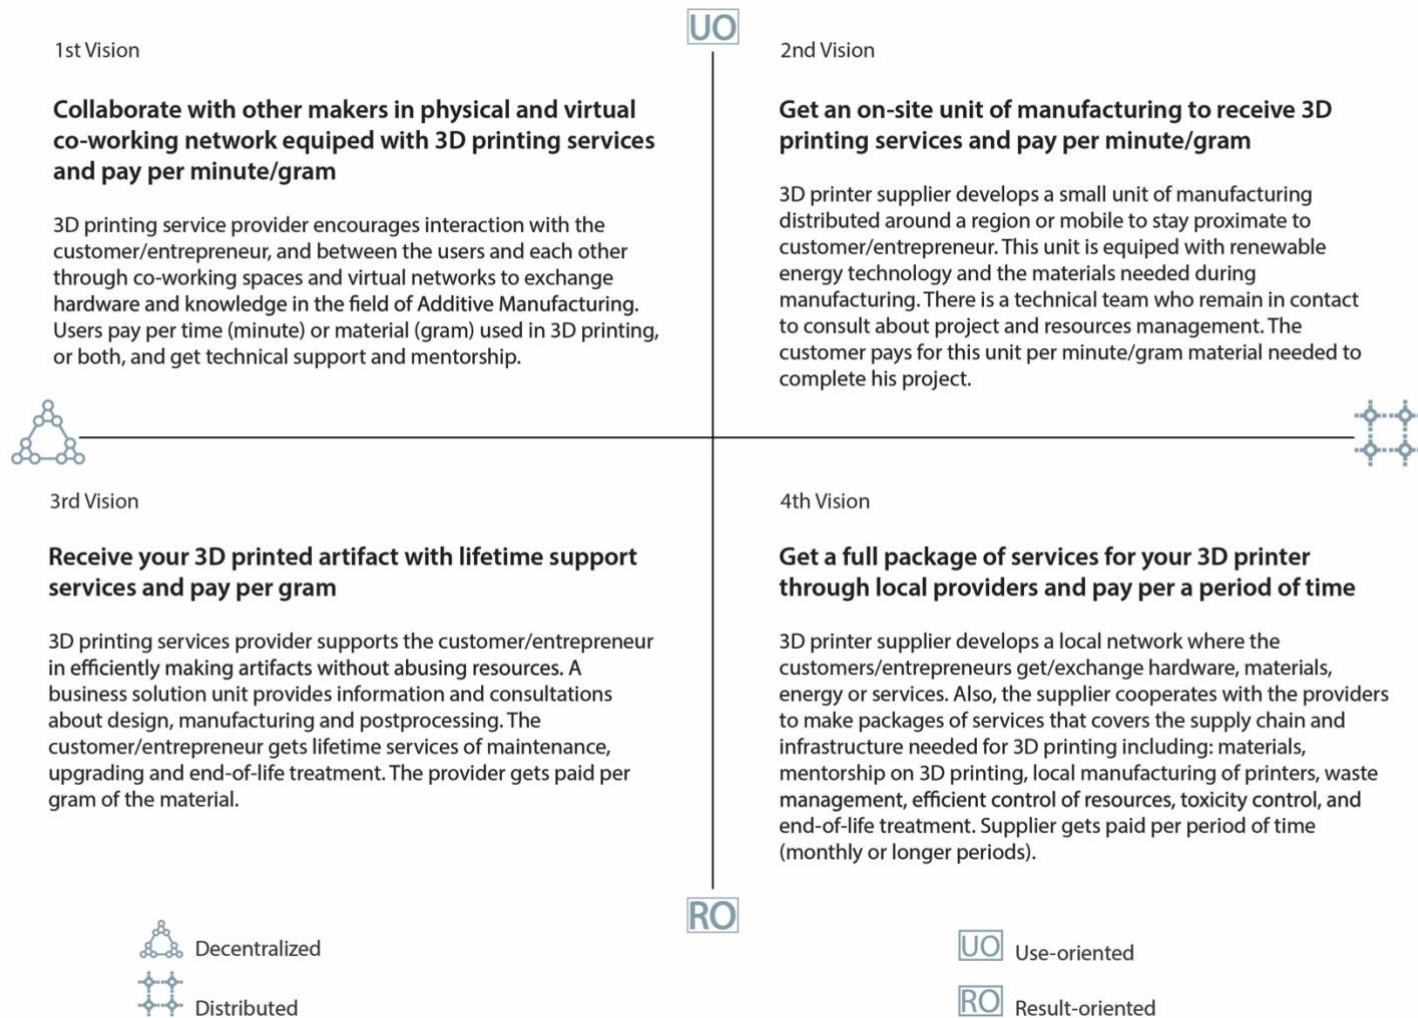 UO
1st Vision
Collaborate with other makers in physical and virtual
co-working network equiped with 3D printing services
and pay per minute/gram
3D printing service provider encourages interaction with the
customer/entrepreneur, and between the users and each other
through co-working spaces and virtual networks to exchange
hardware and knowledge in the field of Additive Manufacturing.
Users pay per time (minute) or material (gram) used in 3D printing,
or both, and get technical support and mentorship.
2nd Vision
Get an on-site unit of manufacturing to receive 3D
printing services and pay per minute/gram
3D printer supplier develops a small unit of manufacturing
distributed around a region or mobile to stay proximate to
customer/entrepreneur. This unit is equiped with renewable
energy technology and the materials needed during
manufacturing. There is a technical team who remain in contact
to consult about project and resources management. The
customer pays for this unit per minute/gram material needed to
complete his project.
3rd Vision
Receive your 3D printed artifact with lifetime support
services and pay per gram
3D printing services provider supports the customer/entrepreneur
in efficiently making artifacts without abusing resources. A
business solution unit provides information and consultations
about design, manufacturing and postprocessing. The
customer/entrepreneur gets lifetime services of maintenance,
upgrading and end-of-life treatment. The provider gets paid per
gram of the material.
4th Vision
Get a full package of services for your 3D printer
through local providers and pay per a period of time
3D printer supplier develops a local network where the
customers/entrepreneurs get/exchange hardware, materials,
energy or services. Also, the supplier cooperates with the providers
to make packages of services that covers the supply chain and
infrastructure needed for 3D printing including: materials,
mentorship on 3D printing, local manufacturing of printers, waste
management, efficient control of resources, toxicity control, and
end-of-life treatment. Supplier gets paid per period of time
(monthly or longer periods).
RO
Decentralized
Distributed
UO Use-oriented
RO Result-oriented